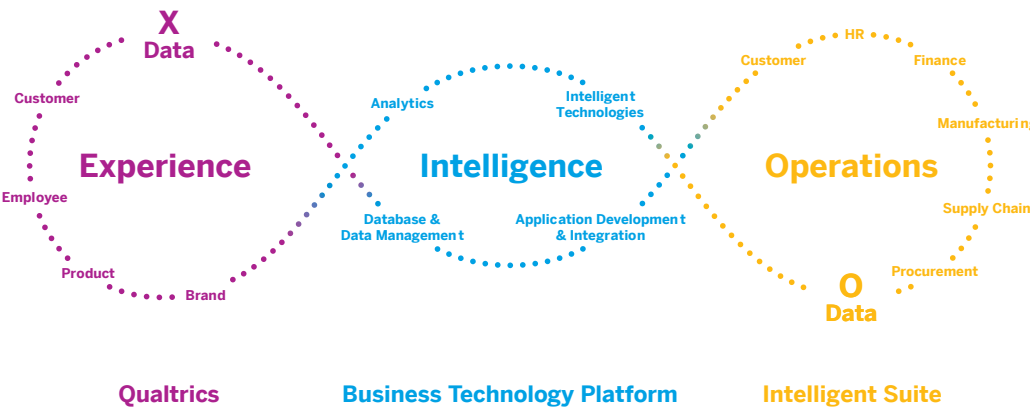 X
Data
Customer
Employee
Product
Brand
Experience
Analytics
Intelligent
Technologies
Intelligence
Database &
Data Management
Application Development
& Integration
Customer
HR
Finance
Manufacturing
Supply Chain
Procurement
Operations
O
Data
Qualtrics
Business Technology Platform
Intelligent Suite